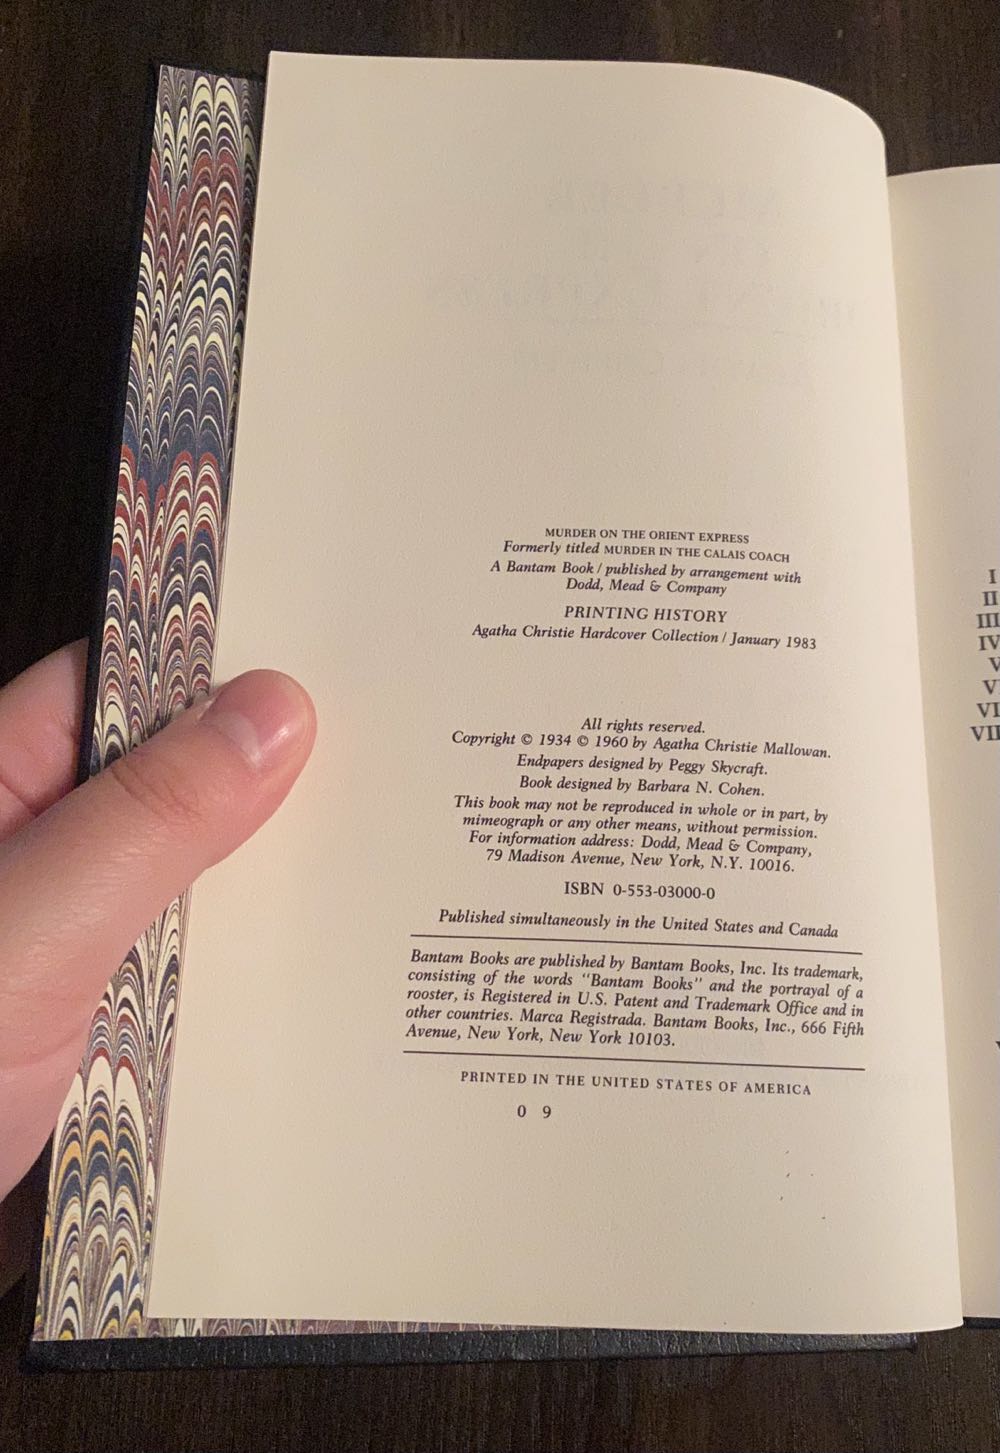 MURDER ON THE ORIENT EXPRESS
Formerly titled MURDER IN THE CALAIS COACH
A Bantam Book / published by arrangement with
Dodd, Mead & Company
PRINTING HISTORY
Agatha Christie Hardcover Collection / January 1983
All rights reserved.
Copyright © 1934 © 1960 by Agatha Christie Mallowan.
Endpapers designed by Peggy Skycraft.
Book designed by Barbara N. Cohen.
This book may not be reproduced in whole or in part, by
mimeograph or any other means, without permission.
For information address: Dodd, Mead & Company,
79 Madison Avenue, New York, N.Y. 10016.
ISBN 0-553-03000-0
Published simultaneously in the United States and Canada
Bantam Books are published by Bantam Books, Inc. Its trademark,
consisting of the words "Bantam Books" and the portrayal of a
rooster, is Registered in U.S. Patent and Trademark Office and in
other countries. Marca Registrada. Bantam Books, Inc., 666 Fifth
Avenue, New York, New York 10103.
PRINTED IN THE UNITED STATES OF AMERICA
0 9
I
II
III
IV